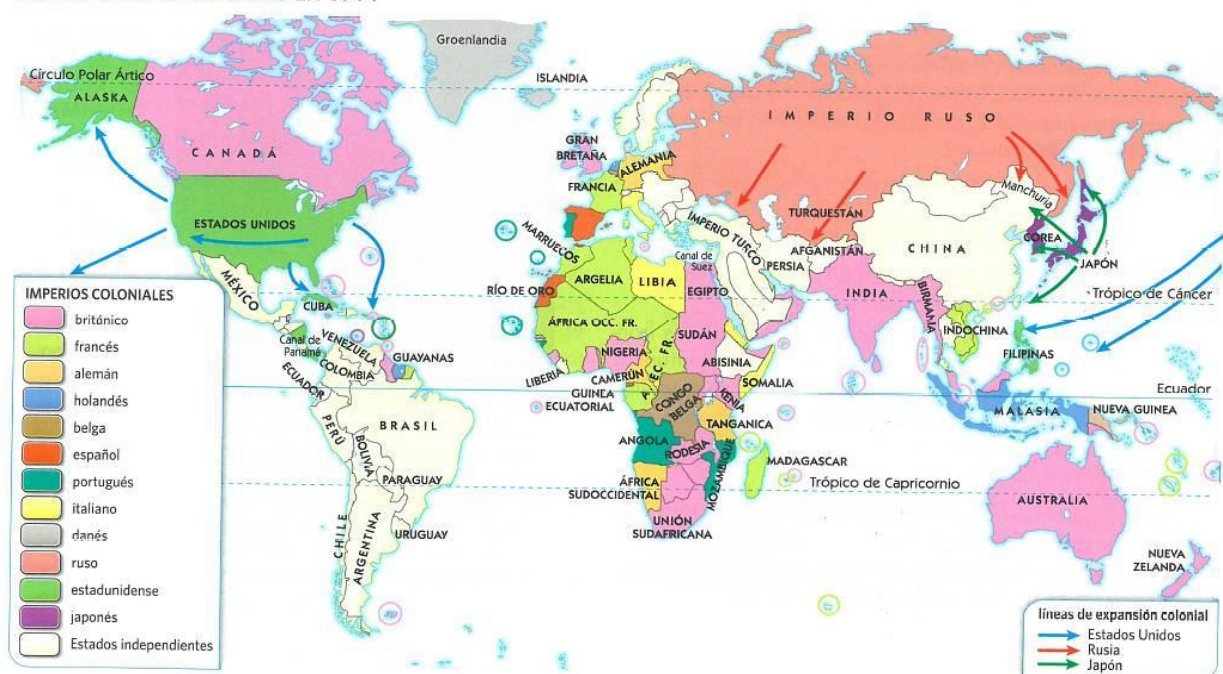 Groenlandia
Círculo Polar Ártico
ALASKA
ISLANDIA
IMPERIO RUSO
CANADÁ
GRAN
BRETAÑA
ALEMANIA
FRANCIA
Manchuria
ESTADOS UNIDOS
TURQUESTÁN
IMPERIO TURCO
MARRUECOS
AFGANISTÁN
CHINA
COREA
JAPÓN
PERSIA
Canal de
Suez
MÉXICO
CUBA
RÍO DE ORO
ARGELIA
LIBIA
EGIPTO
INDIA
BIRMANIA
Trópico de Cáncer
ÁFRICA OCC. FR.
SUDÁN
INDOCHINA
FILIPINAS
Canal de
Panamá
VENEZUELA
GUAYANAS
COLOMBIA
NIGERIA
ABISINIA
LIBERIA
CAMERÚN
SOMALIA
ECUADOR
GUINEA
ECUATORIAL
EC. FR.
CONGO
BELGA
KENIA
Ecuador
MALASIA
NUEVA GUINEA
PERÚ
BRASIL
TANGANICA
BOLIVIA
ANGOLA
RODESIA
MOZAMBIQUE
MADAGASCAR
PARAGUAY
ÁFRICA
SUDOCCIDENTAL
Trópico de Capricornio
AUSTRALIA
CHILE
ARGENTINA
URUGUAY
UNIÓN
SUDAFRICANA
NUEVA
ZELANDA
IMPERIOS COLONIALES
británico
francés
alemán
holandés
belga
español
portugués
italiano
danés
ruso
estadunidense
japonés
Estados independientes
líneas de expansión colonial
Estados Unidos
Rusia
Japón